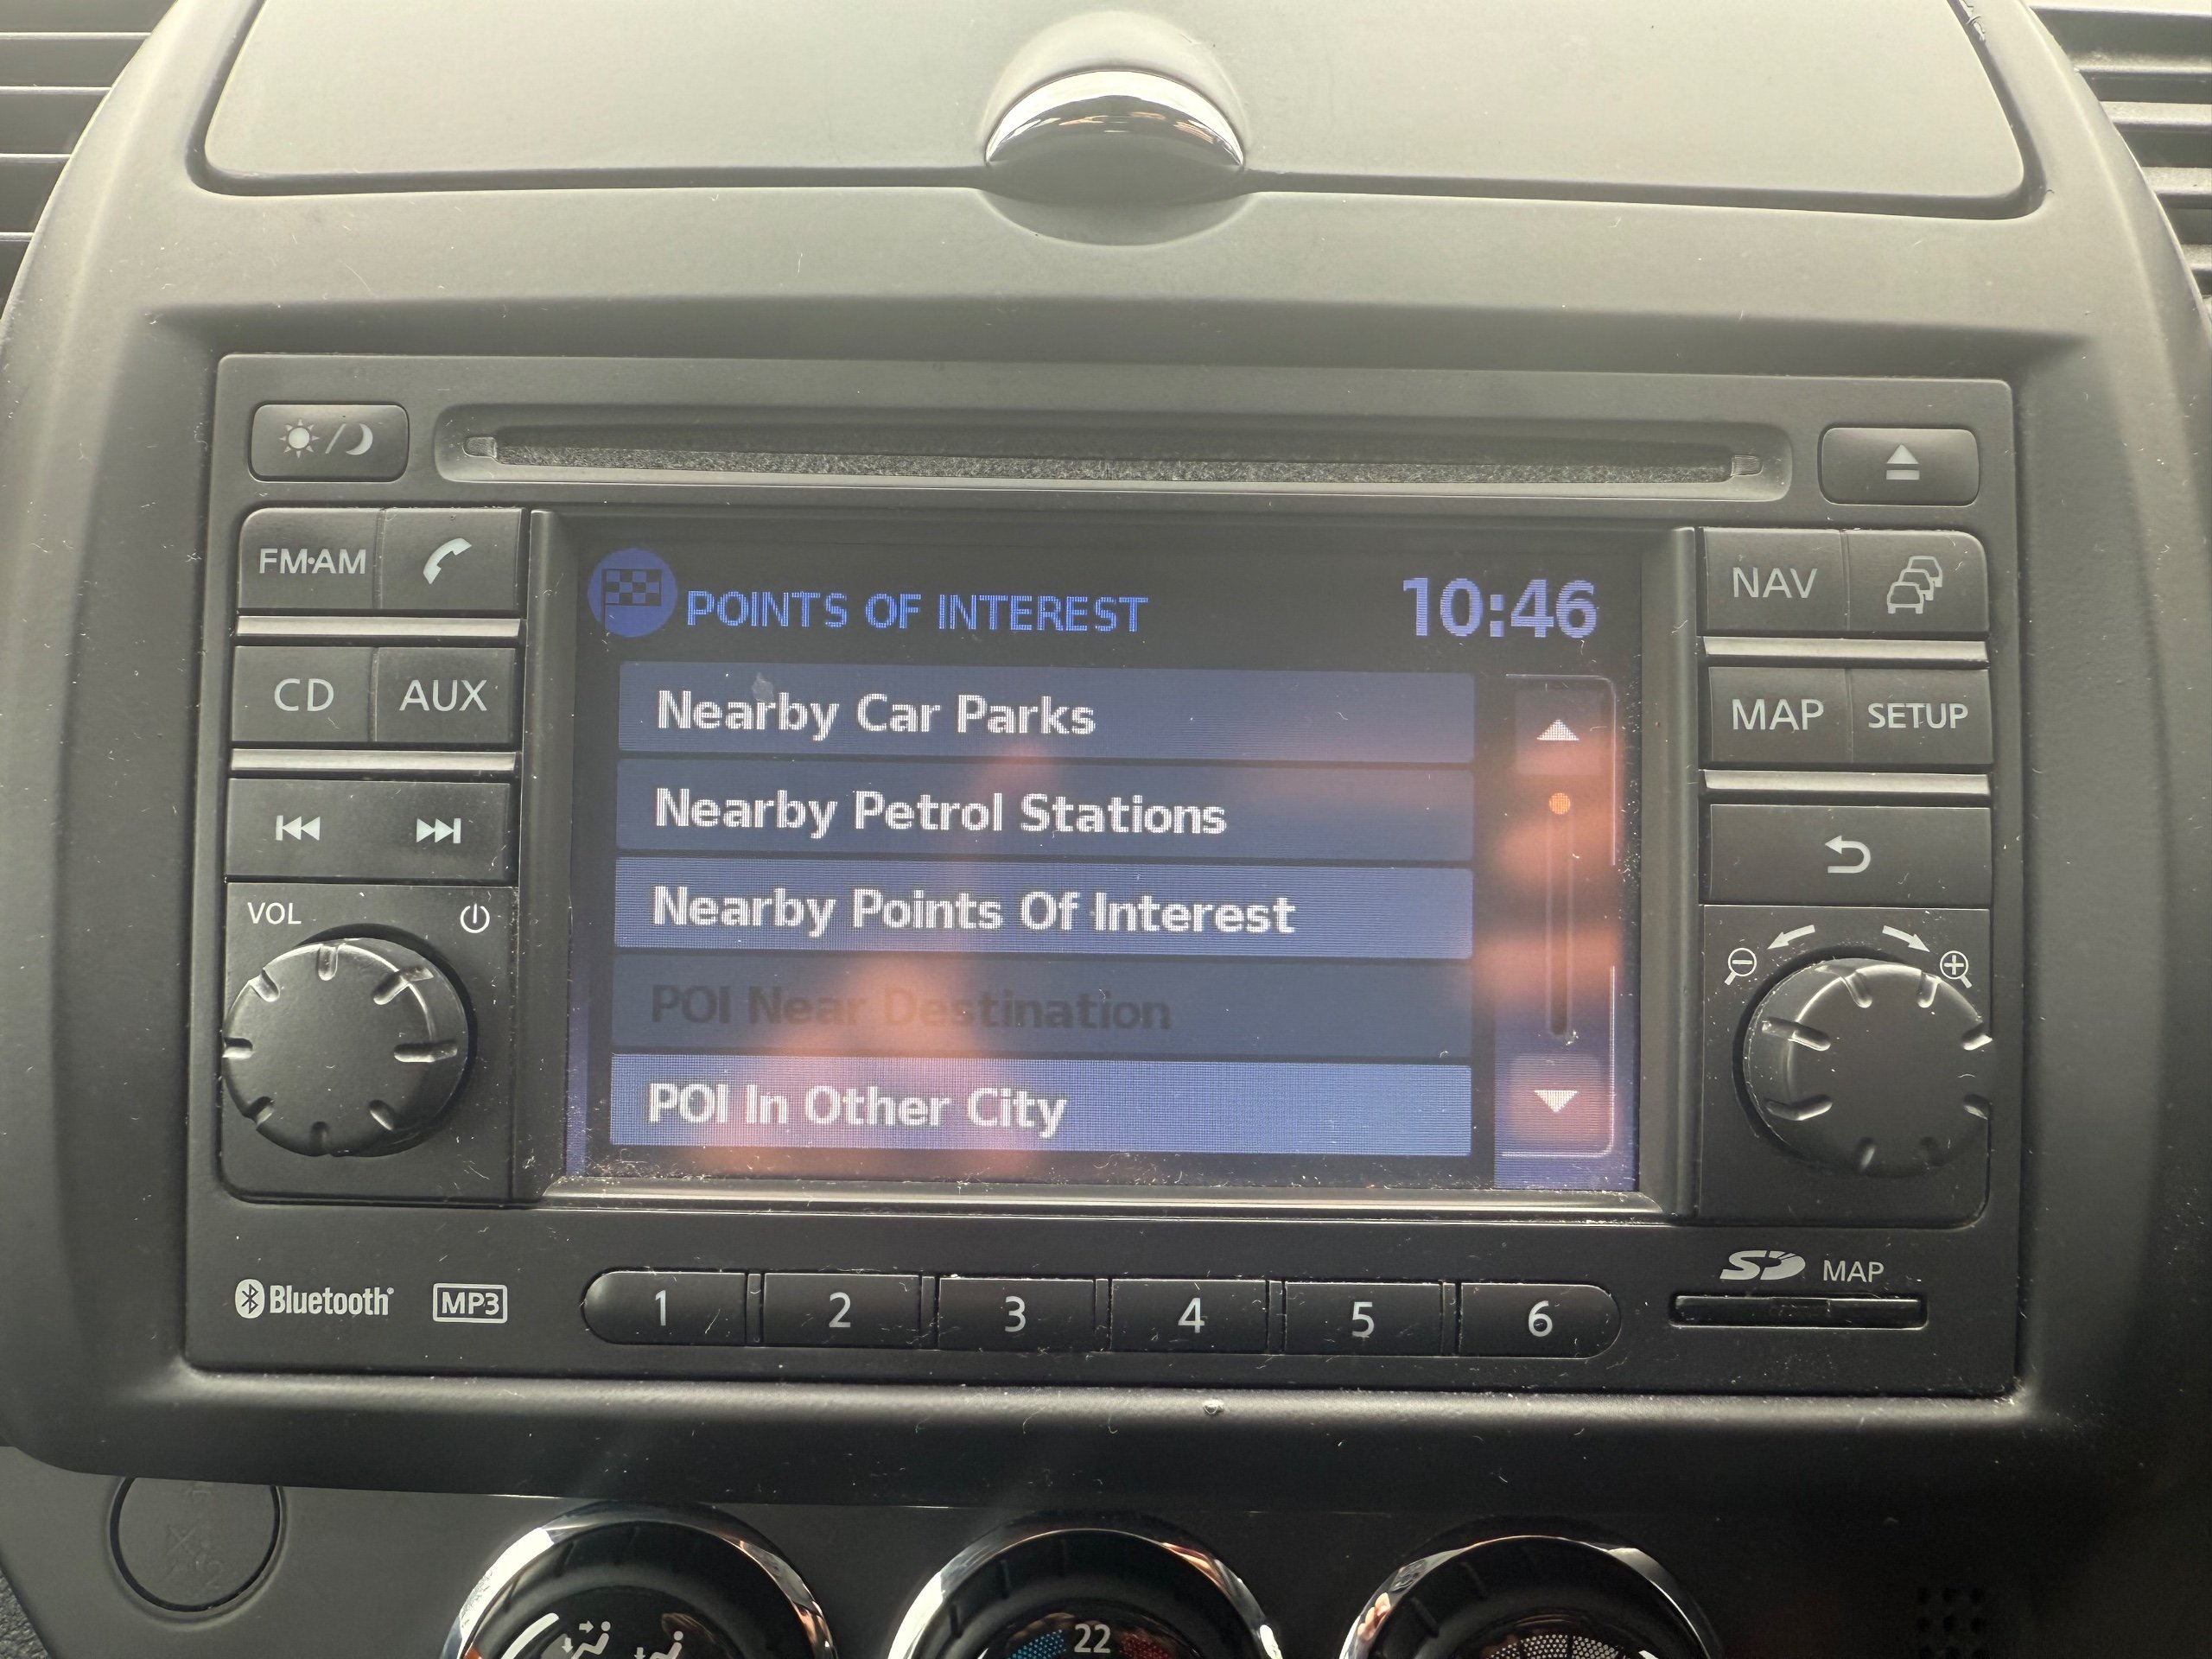 FM·AM
POINTS OF INTEREST 10:46
NAV
CD AUX
Nearby Car Parks
MAP SETUP
Nearby Petrol Stations
Nearby Points Of Interest
VOL
POI Near Destination
POI In Other City
Bluetooth MP3
1 2 3 4 5 6
SD MAP
22